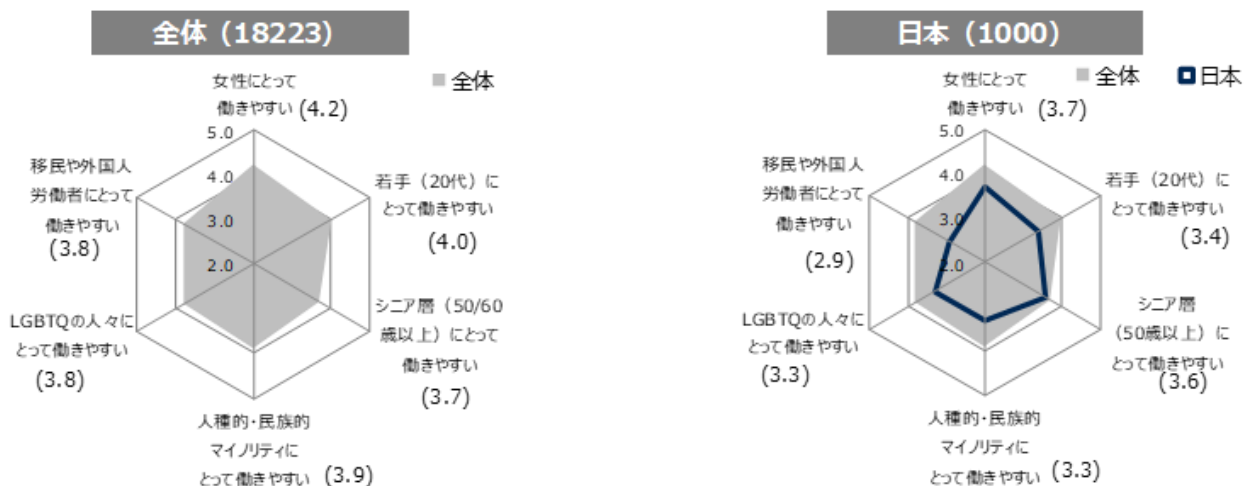 全体（18223）
全体
女性にとって
働きやすい (4.2)
5.0
4.0
3.0
2.0
若手（20代）に
とって働きやすい
(4.0)
シニア層（50/60
歳以上）にとって
働きやすい
(3.7)
人種的・民族的
マイノリティに
とって働きやすい (3.9)
LGBTQの人々に
とって働きやすい
(3.8)
移民や外国人
労働者にとって
働きやすい
(3.8)
日本（1000）
全体 日本
女性にとって
働きやすい
(3.7)
5.0
4.0
3.0
2.0
若手（20代）に
とって働きやすい
(3.4)
シニア層
（50歳以上）に
とって働きやすい
(3.6)
人種的・民族的
マイノリティに
とって働きやすい (3.3)
LGBTQの人々に
とって働きやすい
(3.3)
移民や外国人
労働者にとって
働きやすい
(2.9)